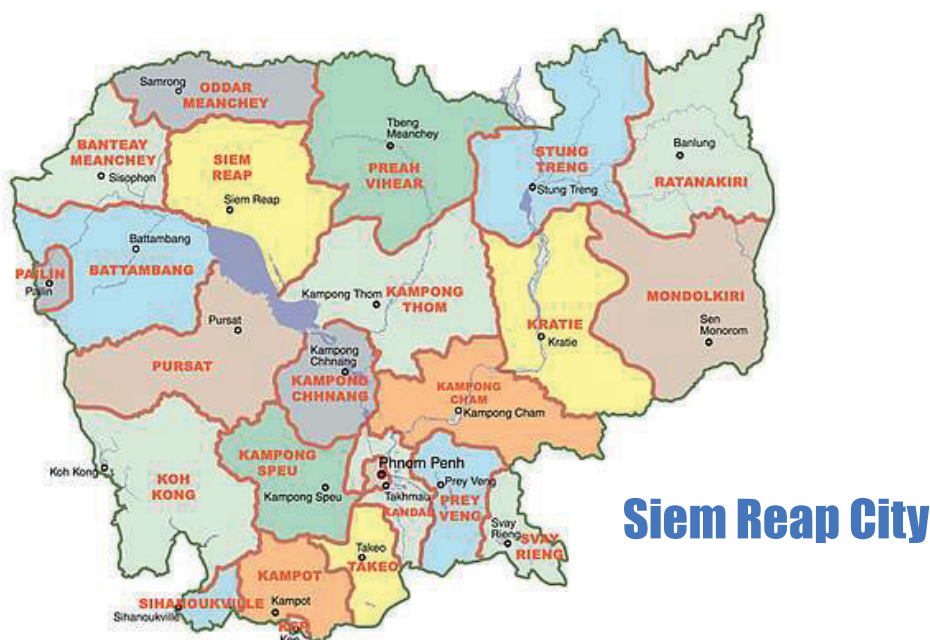 Samrong
ODDAR
MEANCHEY
Tbeng
Meanchey
BANTEAY
MEANCHEY
Sisophon
SIEM
REAP
Siem Reap
PREAH
VIHEAR
STUNG
TRENG
Stung Treng
Banlung
RATANAKIRI
Battambang
BATTAMBANG
PAILIN
Pailin
Kampong Thom
KAMPONG
THOM
MONDOLKIRI
Sen
Monorom
KRATIE
Kratie
Pursat
PURSAT
Kampong
Chhnang
KAMPONG
CHHNANG
KAMPONG
CHAM
Kampong Cham
Koh Kong
KOH
KONG
KAMPONG
SPEU
Kampong Speu
Phnom Penh
Takhmau
KANDAL
Prey Veng
PREY
VENG
Svay
Rieng
SVAY
RIENG
Siem Reap City
Takeo
TAKEO
KAMPOT
Kampot
SIHANOUKVILLE
Sihanoukville
KEP
Kep